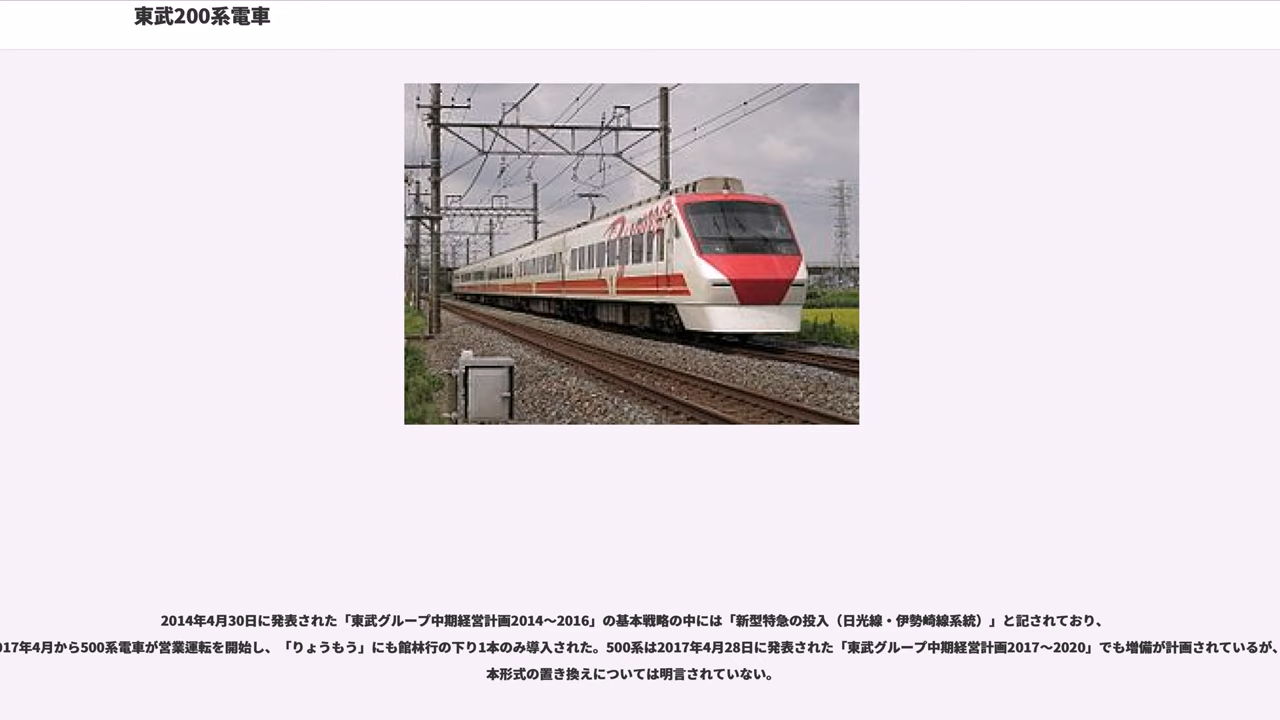 東武200系電車
2014年4月30日に発表された「東武グループ中期経営計画2014〜2016」の基本戦略の中には「新型特急の投入（日光線・伊勢崎線系統）」と記されており、
17年4月から500系電車が営業運転を開始し、「りょうもう」にも館林行の下り1本のみ導入された。500系は2017年4月28日に発表された「東武グループ中期経営計画2017〜2020」でも増備が計画されているが、
本形式の置き換えについては明言されていない。